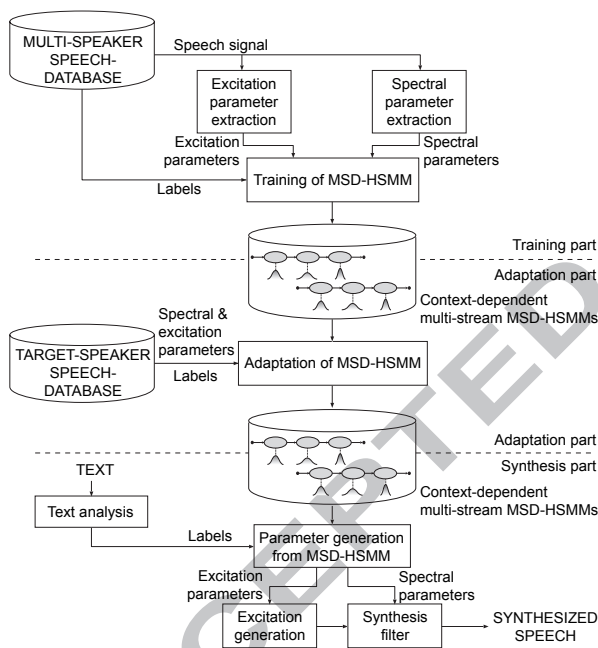 MULTI-SPEAKER
SPEECH-
DATABASE
Speech signal
Excitation
parameter
extraction
Spectral
parameter
extraction
Excitation
parameters
Spectral
parameters
Labels
Training of MSD-HSMM
Training part
Adaptation part
Context-dependent
multi-stream MSD-HSMMs
Spectral &
excitation
parameters
TARGET-SPEAKER
SPEECH-
DATABASE
Labels
Adaptation of MSD-HSMM
Adaptation part
Synthesis part
TEXT
Context-dependent
multi-stream MSD-HSMMs
Text analysis
Labels
Parameter generation
from MSD-HSMM
Excitation
parameters
Spectral
parameters
Excitation
generation
Synthesis
filter
SYNTHESIZED
SPEECH
CEPTED